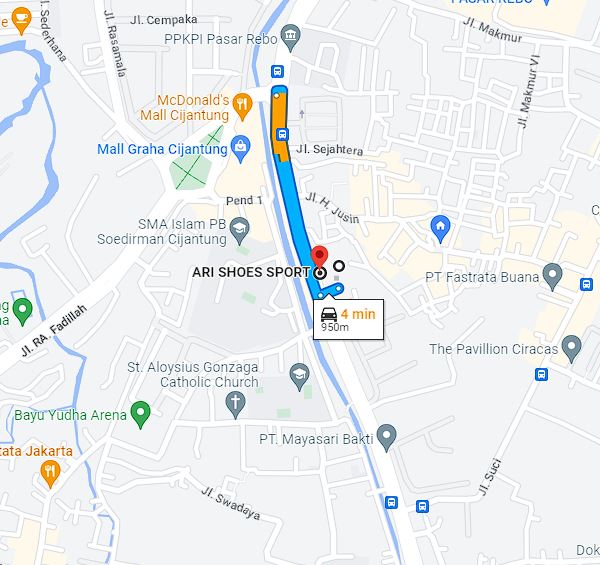 PASAR REBO
Jl. Cempaka
Jl. Sederhana
Jl. Rasamala
PPKPI Pasar Rebo
Jl. Makmur
Jl. Makmur VI
McDonald's
Mall Cijantung
Mall Graha Cijantung
Jl. Sejahtera
Pend 1
Jl. H. Jusin
SMA Islam PB
Soedirman Cijantung
ARI SHOES SPORT
PT Fastrata Buana
4 min
950m
Jl. RA. Fadillah
The Pavillion Ciracas
St. Aloysius Gonzaga
Catholic Church
Bayu Yudha Arena
PT. Mayasari Bakti
Jakarta
Jl. Suci
Jl. Swadaya
Dok